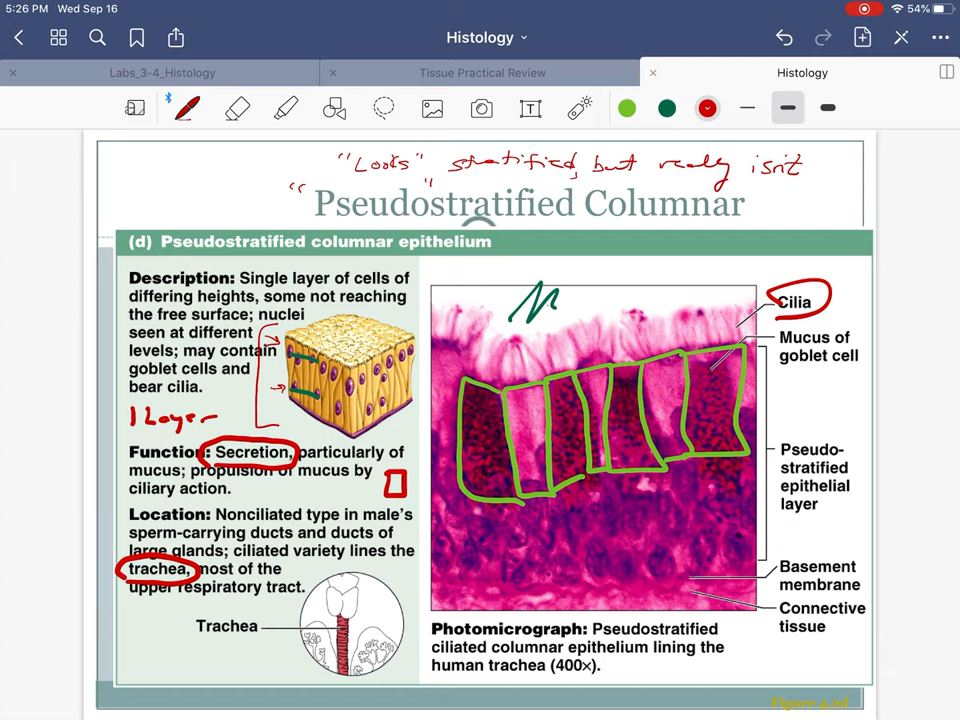 5:26 PM Wed Sep 16
54%
Histology
Labs_3-4_Histology
Tissue Practical Review
Histology
"Looks" stratified, but really isn't
" "
Pseudostratified Columnar
(d) Pseudostratified columnar epithelium
Description: Single layer of cells of
differing heights, some not reaching
the free surface; nuclei
seen at different
levels; may contain
goblet cells and
bear cilia.
1 Layer
Function: Secretion, particularly of
mucus; propulsion of mucus by
ciliary action.
Location: Nonciliated type in male's
sperm-carrying ducts and ducts of
large glands; ciliated variety lines the
trachea, most of the
upper respiratory tract.
Trachea
Cilia
Mucus of
goblet cell
Pseudo-
stratified
epithelial
layer
Basement
membrane
Connective
tissue
Photomicrograph: Pseudostratified
ciliated columnar epithelium lining the
human trachea (400×).
Figure 4.2d